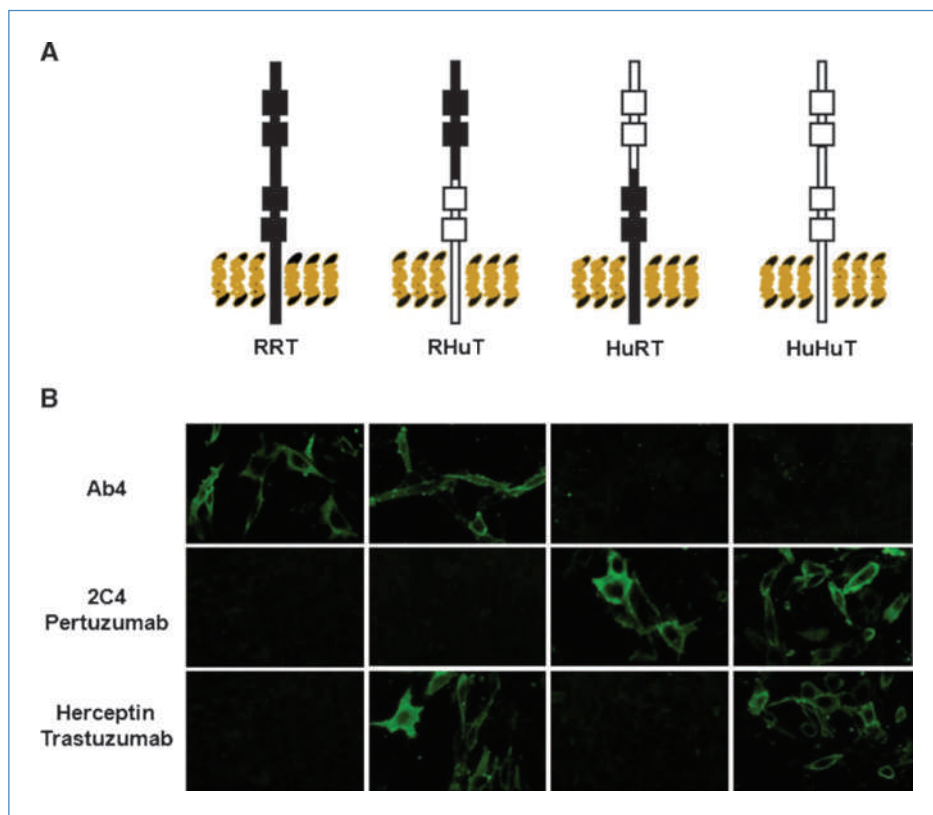 A
RRT RHuT HuRT HuHuT
B
Ab4
2C4
Pertuzumab
Herceptin
Trastuzumab